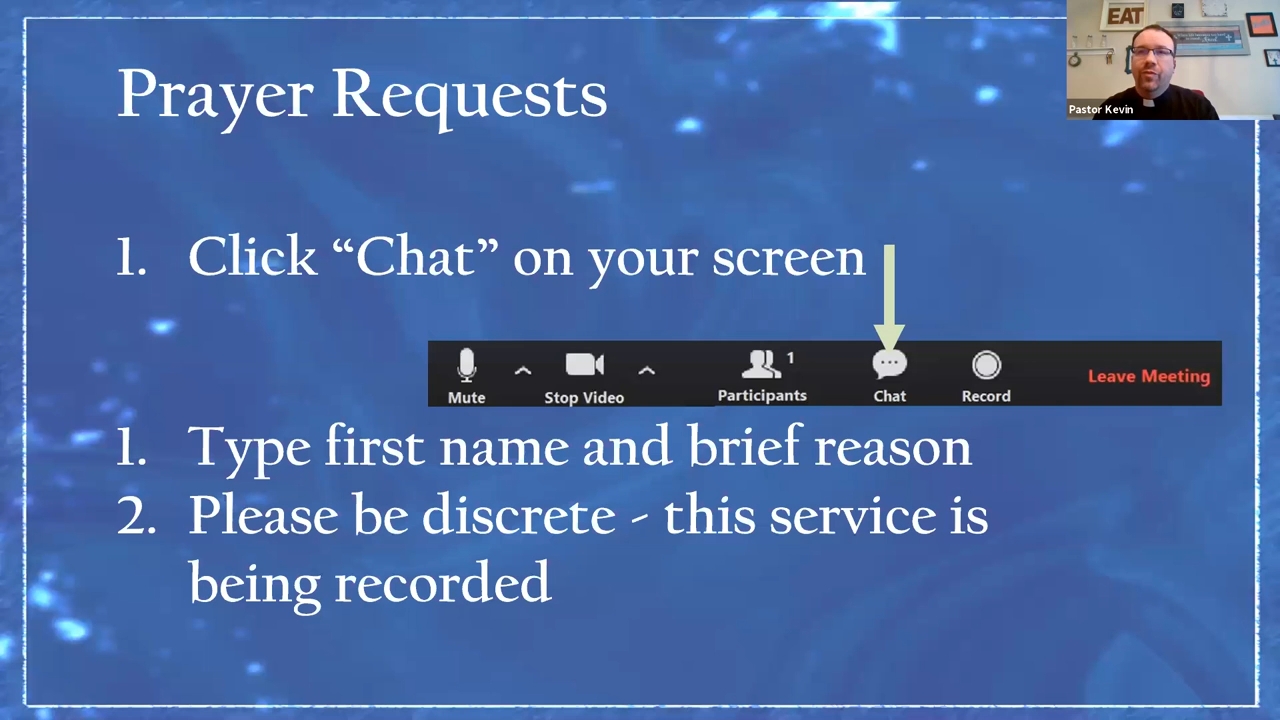 EAT
Pastor Kevin
Prayer Requests
1. Click “Chat” on your screen
1
Mute
Stop Video
Participants
Chat
Record
Leave Meeting
1. Type first name and brief reason
2. Please be discrete - this service is
being recorded